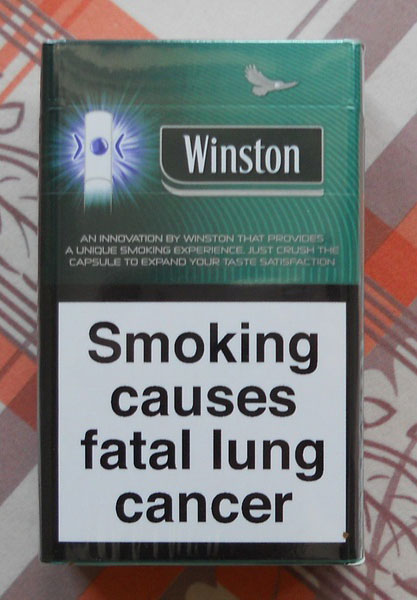 Winston
AN INNOVATION BY WINSTON THAT PROVIDES
A UNIQUE SMOKING EXPERIENCE. JUST CRUSH THE
CAPSULE TO EXPAND YOUR TASTE SATISFACTION
Smoking
causes
fatal lung
cancer